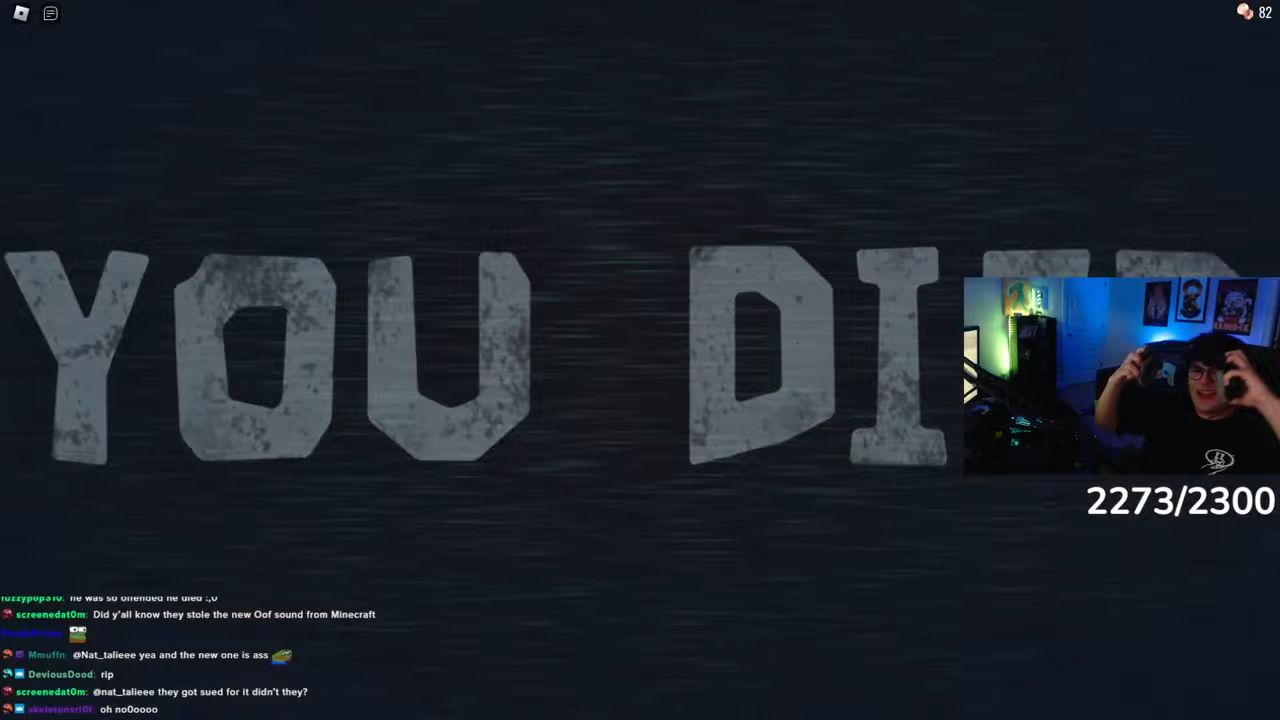 82
YOU DI
2273/2300
fuzzypop310: he was so offended he died :,0
screenedat0m: Did y'all know they stole the new Oof sound from Minecraft
Mmuffn: @Nat_talieee yea and the new one is ass
DeviousDood: rip
screenedat0m: @nat_talieee they got sued for it didn't they?
skeletonsri0t: oh no0oooo